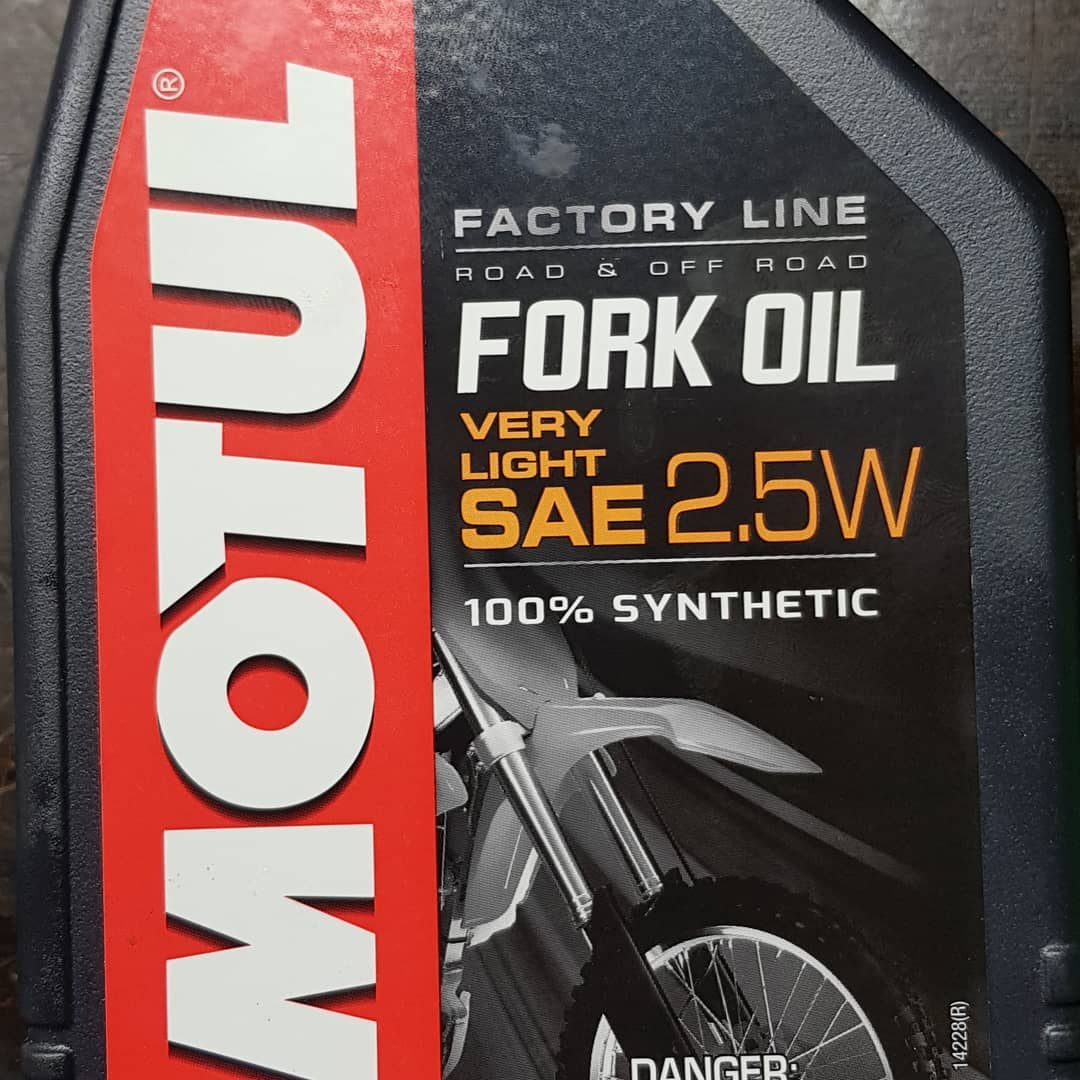 MOTUL®
FACTORY LINE
ROAD & OFF ROAD
FORK OIL
VERY
LIGHT
SAE 2.5W
100% SYNTHETIC
DANGER:
14228(R)